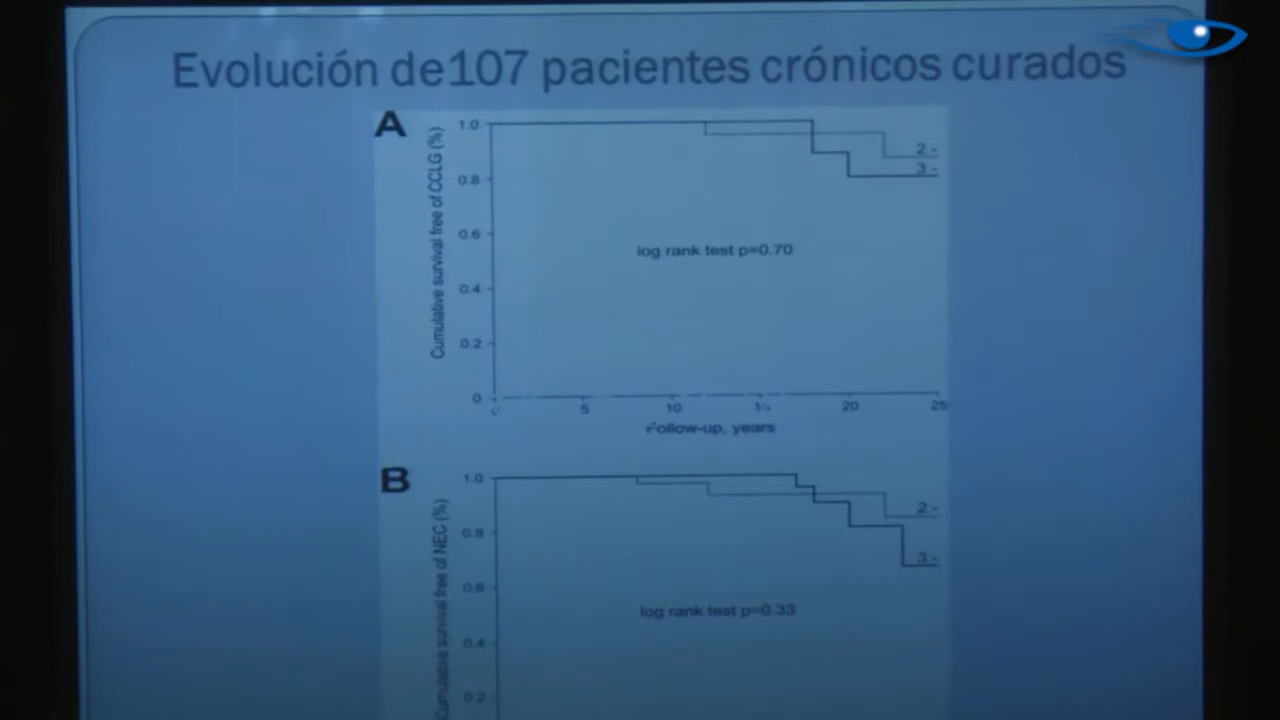 Evolución de107 pacientes crónicos curados
A
Cumulative survival free of CCLG (%)
1.0
0.8
0.6
0.4
0.2
0
2 -
3 -
log rank test p=0.70
5
10
20
25
Follow-up, years
B
Cumulative survival free of NEC (%)
1.0
0.8
0.6
0.4
0.2
2 -
3 -
log rank test p=0.33